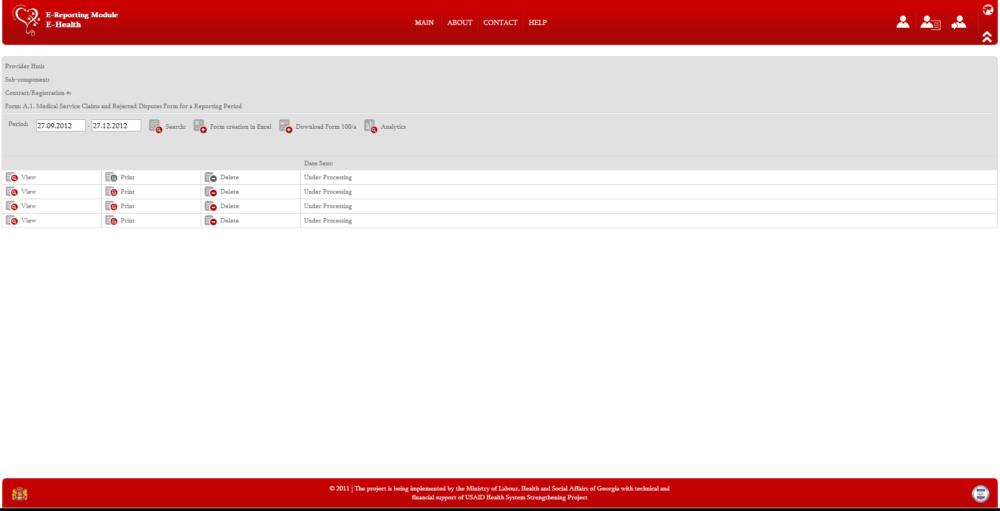 E-Reporting Module
E-Health
MAIN ABOUT CONTACT HELP
Provider Hmis
Sub-component:
Contract/Registration #:
Form: A.1. Medical Service Claims and Rejected Disputes Form for a Reporting Period
Period: 27.09.2012 - 27.12.2012 Search: Form creation in Excel Download Form 100/a Analytics
Date Sent:
View Print Delete Under Processing
View Print Delete Under Processing
View Print Delete Under Processing
View Print Delete Under Processing
© 2011 | The project is being implemented by the Ministry of Labour, Health and Social Affairs of Georgia with technical and
financial support of USAID Health System Strengthening Project